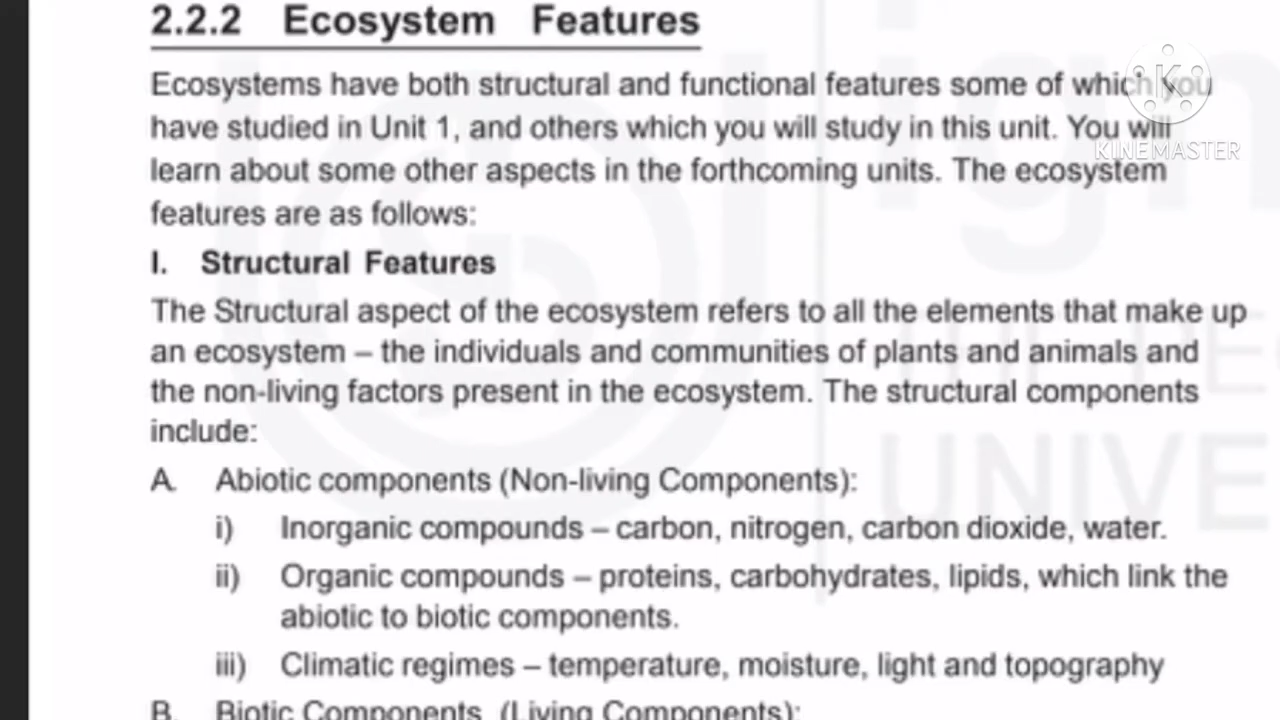 2.2.2 Ecosystem Features
Ecosystems have both structural and functional features some of which you
have studied in Unit 1, and others which you will study in this unit. You will
learn about some other aspects in the forthcoming units. The ecosystem
features are as follows:
I. Structural Features
The Structural aspect of the ecosystem refers to all the elements that make up
an ecosystem – the individuals and communities of plants and animals and
the non-living factors present in the ecosystem. The structural components
include:
A. Abiotic components (Non-living Components):
i) Inorganic compounds – carbon, nitrogen, carbon dioxide, water.
ii) Organic compounds – proteins, carbohydrates, lipids, which link the
abiotic to biotic components.
iii) Climatic regimes – temperature, moisture, light and topography
B. Biotic Components (Living Components):
K
KINEMASTER
ign
UNIVE